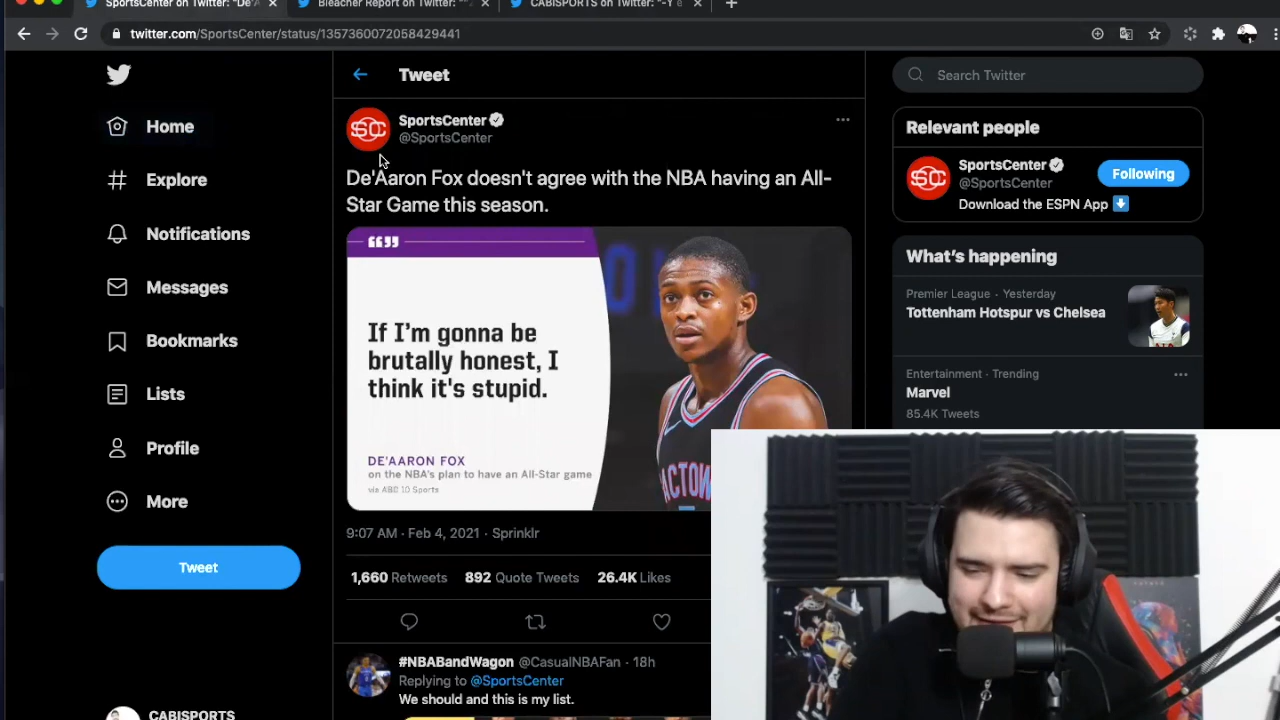 SportsCenter on Twitter: "De'A
Bleacher Report on Twitter: "
CABISPORTS on Twitter: "-Y
twitter.com/SportsCenter/status/1357360072058429441
Tweet
Search Twitter
Home
Explore
Notifications
Messages
Bookmarks
Lists
Profile
More
Tweet
CABISPORTS
SC
SportsCenter
@SportsCenter
De'Aaron Fox doesn't agree with the NBA having an All-
Star Game this season.
If I'm gonna be
brutally honest, I
think it's stupid.
DE'AARON FOX
on the NBA's plan to have an All-Star game
via ABC 10 Sports
ACTOWN
9:07 AM · Feb 4, 2021 · Sprinklr
1,660 Retweets 892 Quote Tweets 26.4K Likes
#NBABandWagon @CasualNBAFan · 18h
Replying to @SportsCenter
We should and this is my list.
Relevant people
SC
SportsCenter
@SportsCenter
Following
Download the ESPN App
What's happening
Premier League · Yesterday
Tottenham Hotspur vs Chelsea
Entertainment · Trending
Marvel
85.4K Tweets